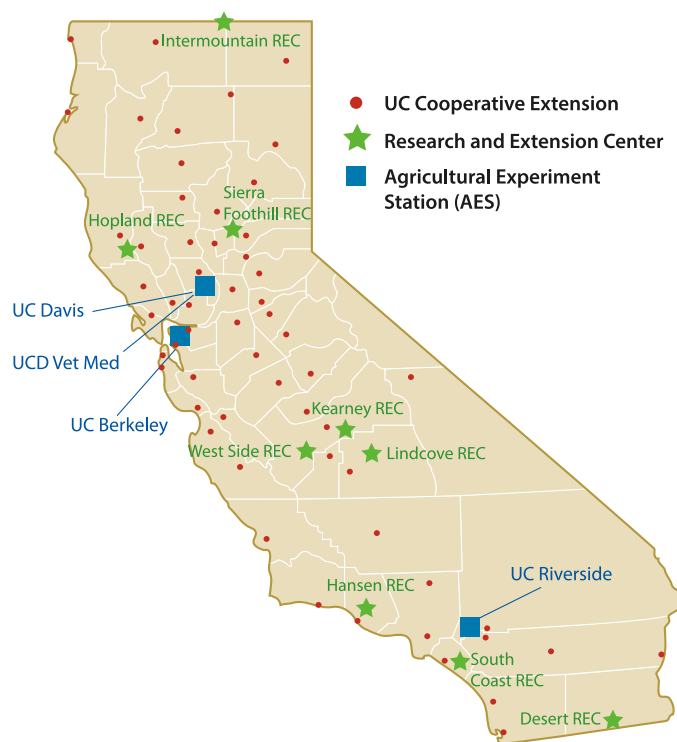 Intermountain REC
UC Cooperative Extension
Research and Extension Center
Agricultural Experiment
Station (AES)
Sierra
Foothill REC
Hopland REC
UC Davis
UCD Vet Med
UC Berkeley
Kearney REC
West Side REC
Lindcove REC
UC Riverside
Hansen REC
South
Coast REC
Desert REC